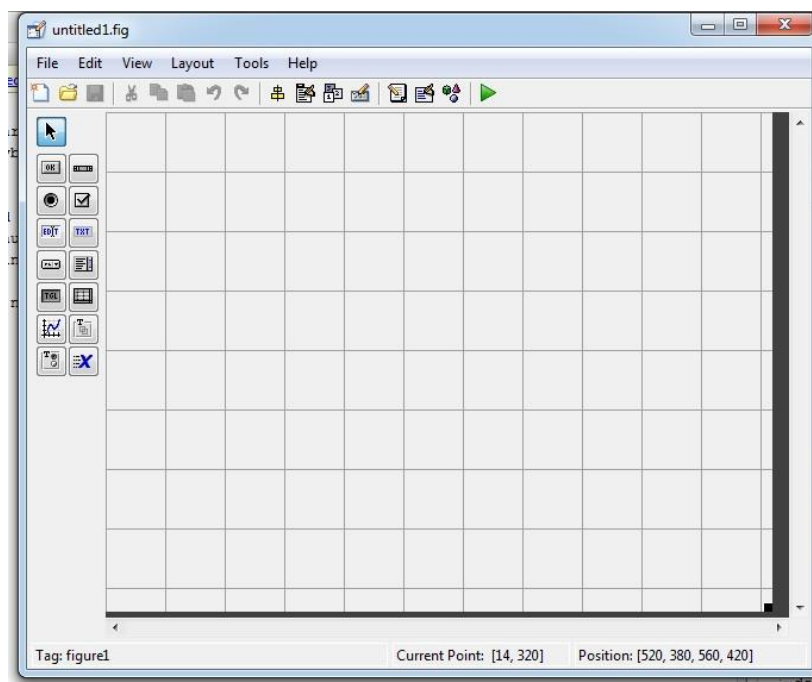 untitled1.fig
File Edit View Layout Tools Help
OK
EDIT TXT
TGL
Tag: figure1 Current Point: [14, 320] Position: [520, 380, 560, 420]